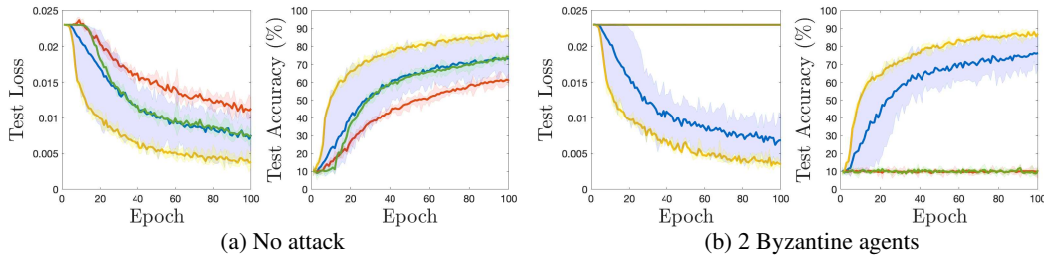 Test Loss
0.025
0.02
0.015
0.01
0.005
0
0 20 40 60 80 100
Epoch
Test Accuracy (%)
100
90
80
70
60
50
40
30
20
10
0
0 20 40 60 80 100
Epoch
(a) No attack
Test Loss
0.025
0.02
0.015
0.01
0.005
0
0 20 40 60 80 100
Epoch
Test Accuracy (%)
100
90
80
70
60
50
40
30
20
10
0
0 20 40 60 80 100
Epoch
(b) 2 Byzantine agents